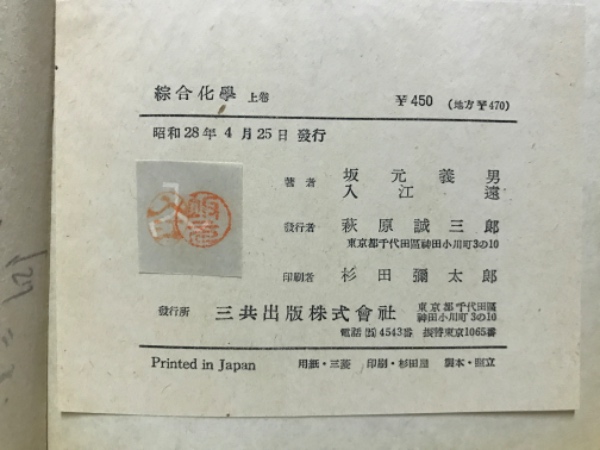 綜合化學 上卷 ¥450 (地方 ¥470)
昭和28年4月25日 發行
著者 坂元義男
入江遠
發行者 萩原誠三郎
東京都千代田區神田小川町3の10
印刷者 杉田彌太郎
發行所 三共出版株式會社 東京都千代田區
神田小川町3の10
電話 4543番 振替東京1065番
Printed in Japan 用紙・三菱 印刷・杉田屋 製本・